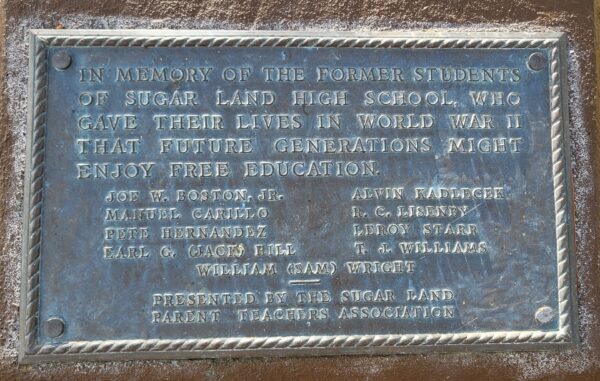 IN MEMORY OF THE FORMER STUDENTS
OF SUGAR LAND HIGH SCHOOL, WHO
GAVE THEIR LIVES IN WORLD WAR II
THAT FUTURE GENERATIONS MIGHT
ENJOY FREE EDUCATION.
JOE W. BOSTON, JR. ALVIN KADLECEK
MANUEL CARILLO R. C. LISENBY
PETE HERNANDEZ LEROY STARR
EARL G. (JACK) HILL T. J. WILLIAMS
WILLIAM (SAM) WRIGHT
PRESENTED BY THE SUGAR LAND
PARENT TEACHERS ASSOCIATION